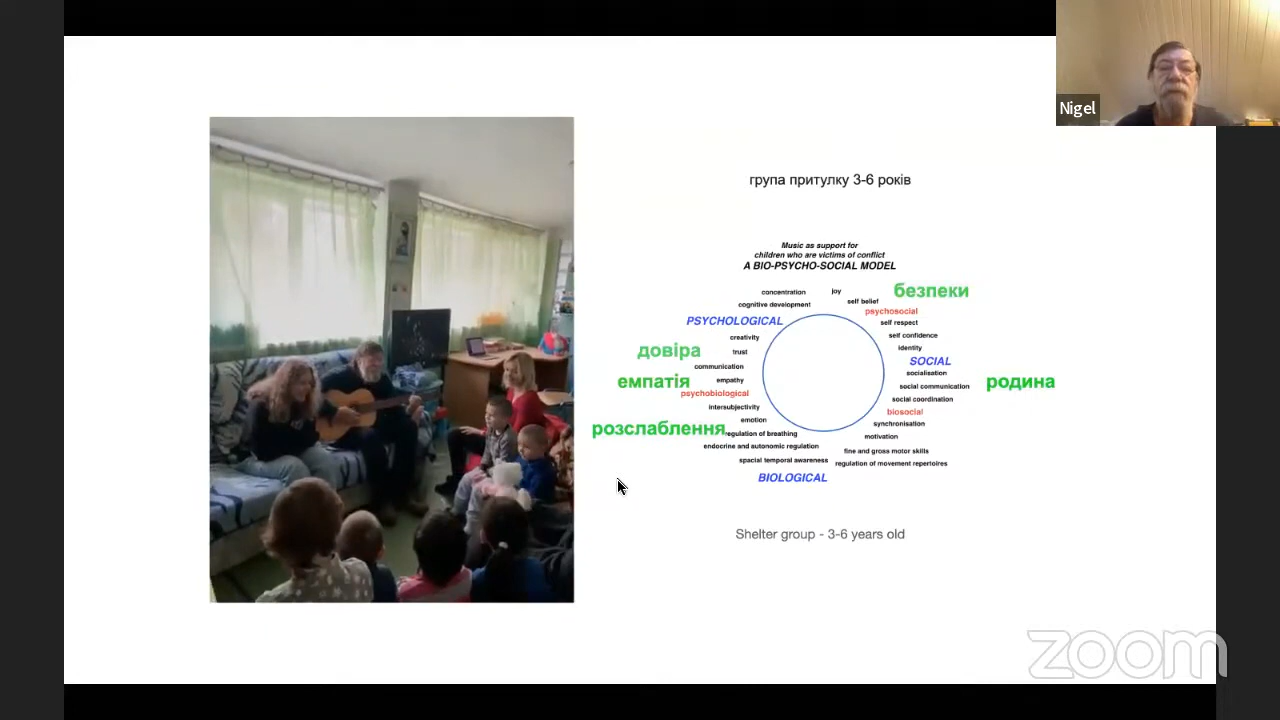 Nigel
група притулку 3-6 років
Music as support for
children who are victims of conflict
A BIO-PSYCHO-SOCIAL MODEL
concentration
cognitive development
PSYCHOLOGICAL
creativity
довіра
trust
communication
емпатія
empathy
psychobiological
intersubjectivity
emotion
розслаблення
regulation of breathing
endocrine and autonomic regulation
spacial temporal awareness
BIOLOGICAL
joy
безпеки
self belief
psychosocial
self respect
self confidence
identity
SOCIAL
socialisation
родина
social communication
social coordination
biosocial
synchronisation
motivation
fine and gross motor skills
regulation of movement repertoires
Shelter group - 3-6 years old
zoom